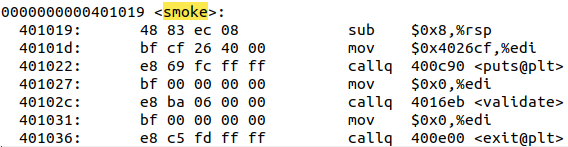 0000000000401019 <smoke>:
401019: 48 83 ec 08 sub $0x8,%rsp
40101d: bf cf 26 40 00 mov $0x4026cf,%edi
401022: e8 69 fc ff ff callq 400c90 <puts@plt>
401027: bf 00 00 00 00 mov $0x0,%edi
40102c: e8 ba 06 00 00 callq 4016eb <validate>
401031: bf 00 00 00 00 mov $0x0,%edi
401036: e8 c5 fd ff ff callq 400e00 <exit@plt>